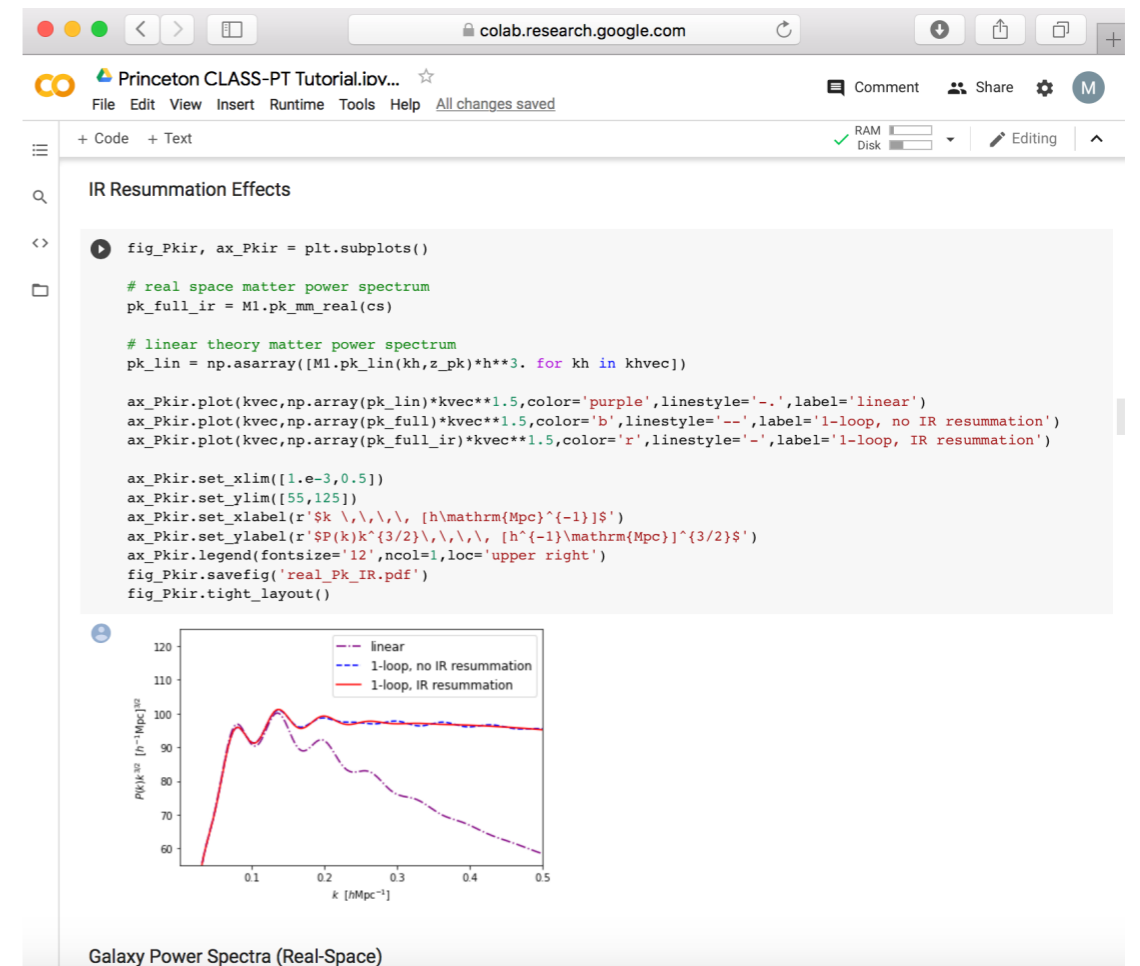 colab.research.google.com
CO
Princeton CLASS-PT Tutorial.ipv...
File Edit View Insert Runtime Tools Help All changes saved
Comment Share M
+ Code + Text
RAM
Disk
Editing
IR Resummation Effects
fig_Pkir, ax_Pkir = plt.subplots()
# real space matter power spectrum
pk_full_ir = M1.pk_mm_real(cs)
# linear theory matter power spectrum
pk_lin = np.asarray([M1.pk_lin(kh,z_pk)*h**3. for kh in khvec])
ax_Pkir.plot(kvec,np.array(pk_lin)*kvec**1.5,color='purple',linestyle='-.',label='linear')
ax_Pkir.plot(kvec,np.array(pk_full)*kvec**1.5,color='b',linestyle='--',label='1-loop, no IR resummation')
ax_Pkir.plot(kvec,np.array(pk_full_ir)*kvec**1.5,color='r',linestyle='-',label='1-loop, IR resummation')
ax_Pkir.set_xlim([1.e-3,0.5])
ax_Pkir.set_ylim([55,125])
ax_Pkir.set_xlabel(r'$k \,\,\,\, [h\mathrm{Mpc}^{-1}]$')
ax_Pkir.set_ylabel(r'$P(k)k^{3/2}\,\,\,\, [h^{-1}\mathrm{Mpc}]^{3/2}$')
ax_Pkir.legend(fontsize='12',ncol=1,loc='upper right')
fig_Pkir.savefig('real_Pk_IR.pdf')
fig_Pkir.tight_layout()
linear
1-loop, no IR resummation
1-loop, IR resummation
120
110
100
90
80
70
60
P(k)k^{3/2} [h^{-1}Mpc]^{3/2}
0.1 0.2 0.3 0.4 0.5
k [hMpc⁻¹]
Galaxy Power Spectra (Real-Space)